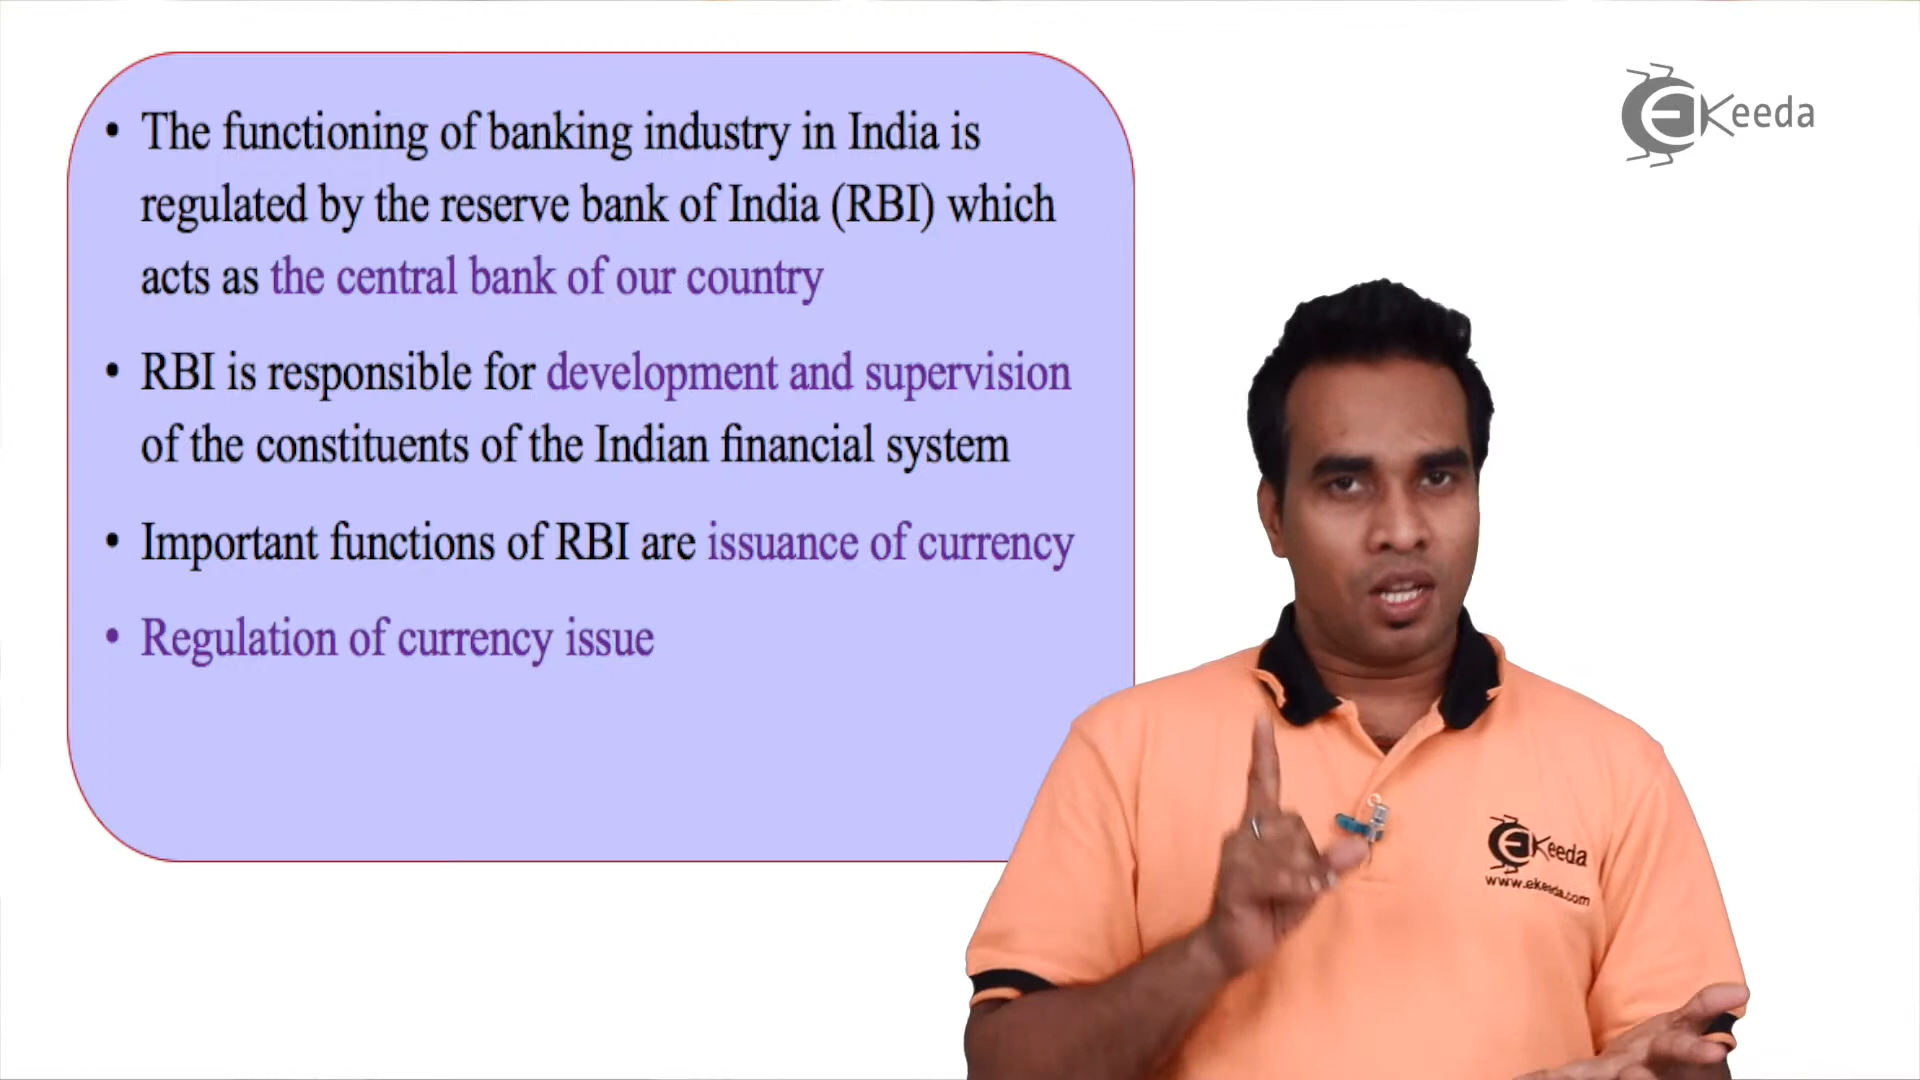 • The functioning of banking industry in India is
regulated by the reserve bank of India (RBI) which
acts as the central bank of our country
• RBI is responsible for development and supervision
of the constituents of the Indian financial system
• Important functions of RBI are issuance of currency
• Regulation of currency issue
EKeeda
EKeeda
www.ekeeda.com